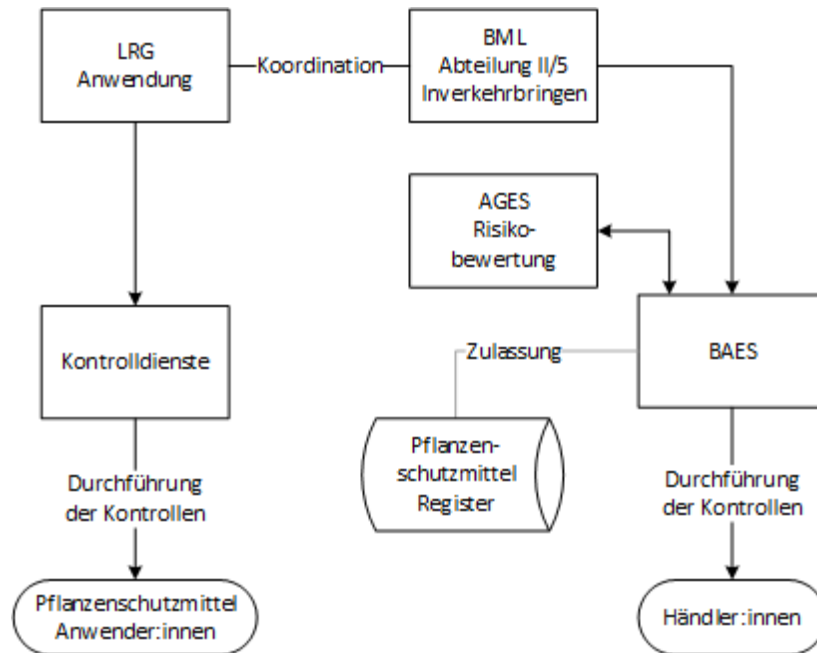 LRG
Anwendung
Koordination
BML
Abteilung II/5
Inverkehrbringen
AGES
Risiko-
bewertung
Kontrolldienste
Zulassung
BAES
Pflanzen-
schutzmittel
Register
Durchführung
der Kontrollen
Durchführung
der Kontrollen
Pflanzenschutzmittel
Anwender:innen
Händler:innen